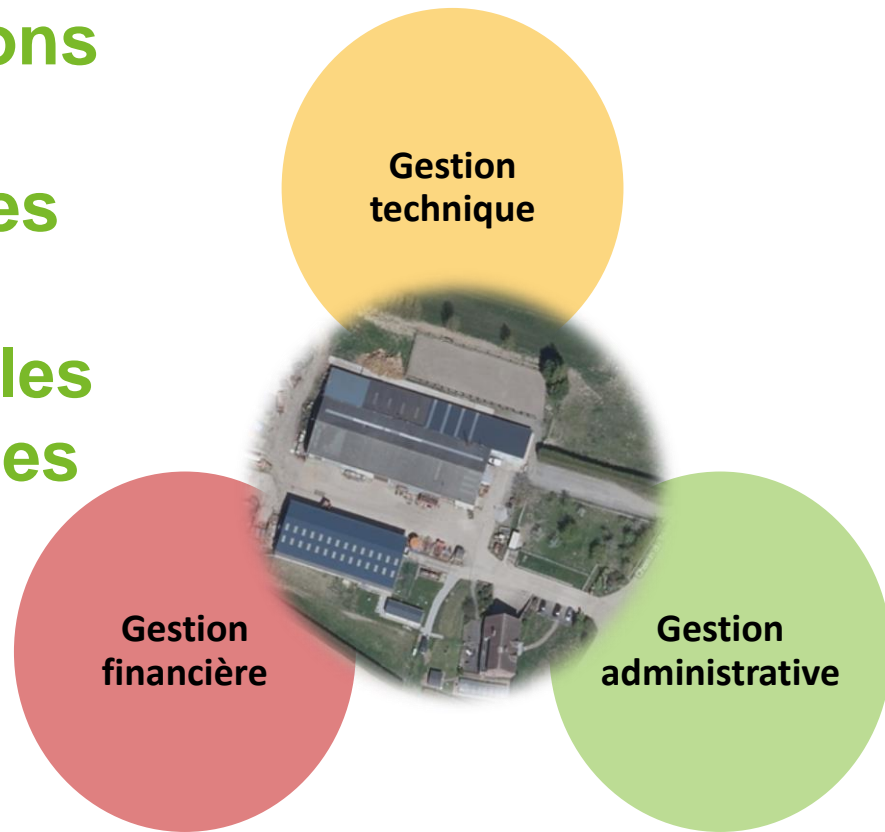 ons
es
les
es
Gestion
technique
Gestion
financière
Gestion
administrative